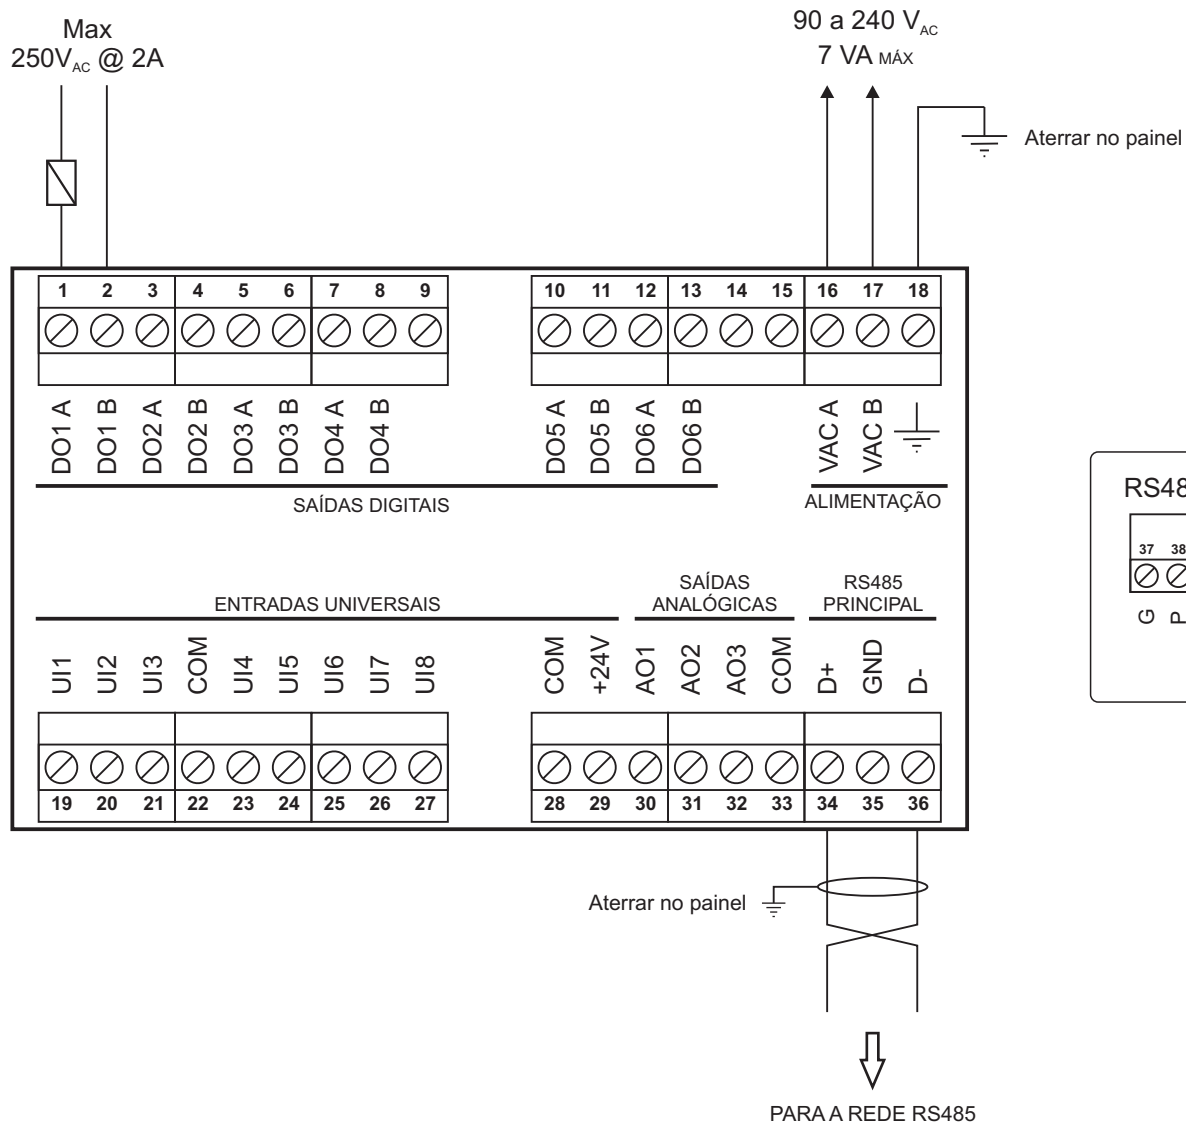 Max
250VAC @ 2A
90 a 240 VAC
7 VA MÁX
Aterrar no painel
1 2 3 4 5 6 7 8 9 10 11 12 13 14 15 16 17 18
DO1 A DO1 B DO2 A DO2 B DO3 A DO3 B DO4 A DO4 B DO5 A DO5 B DO6 A DO6 B VAC A VAC B
SAÍDAS DIGITAIS
ALIMENTAÇÃO
RS48
37 38
G P
ENTRADAS UNIVERSAIS
SAÍDAS
ANALÓGICAS
RS485
PRINCIPAL
UI1 UI2 UI3 COM UI4 UI5 UI6 UI7 UI8 COM +24V AO1 AO2 AO3 COM D+ GND D-
19 20 21 22 23 24 25 26 27 28 29 30 31 32 33 34 35 36
Aterrar no painel
PARA A REDE RS485